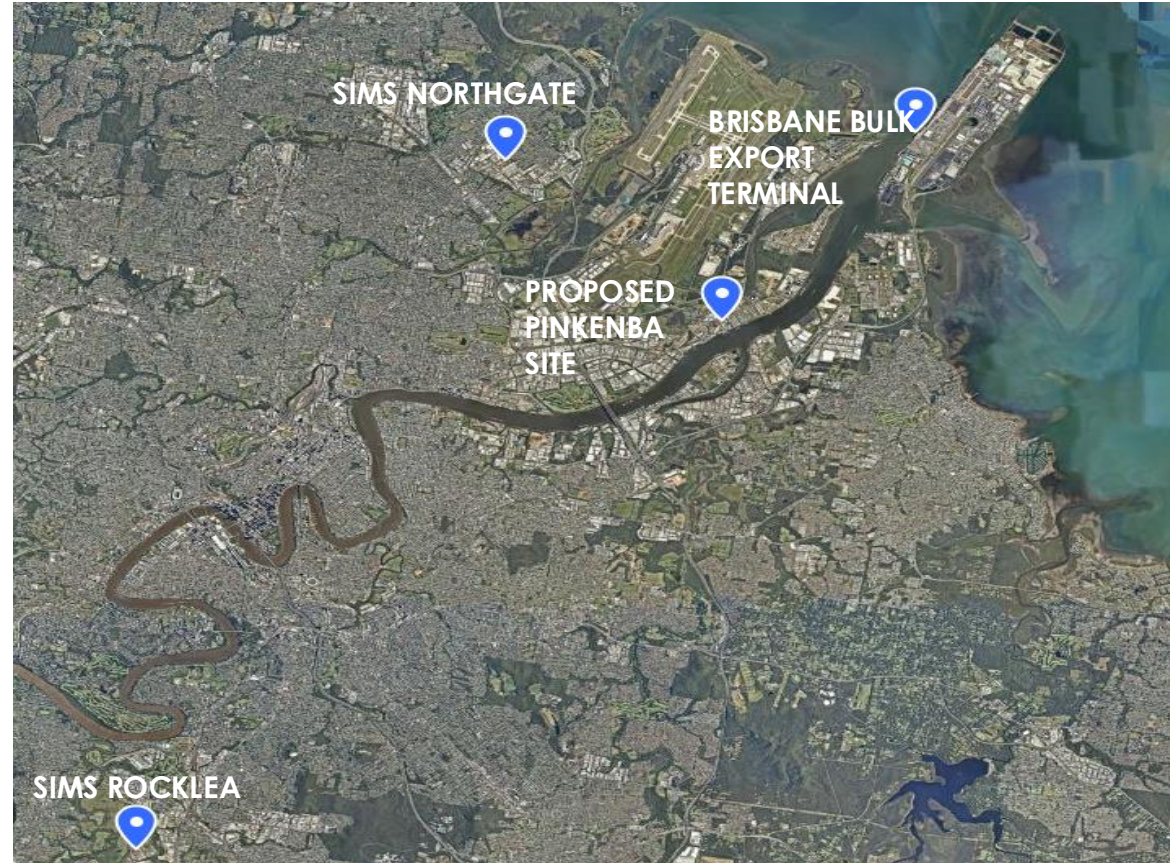 SIMS NORTHGATE
BRISBANE BULK
EXPORT
TERMINAL
PROPOSED
PINKENBA
SITE
SIMS ROCKLEA